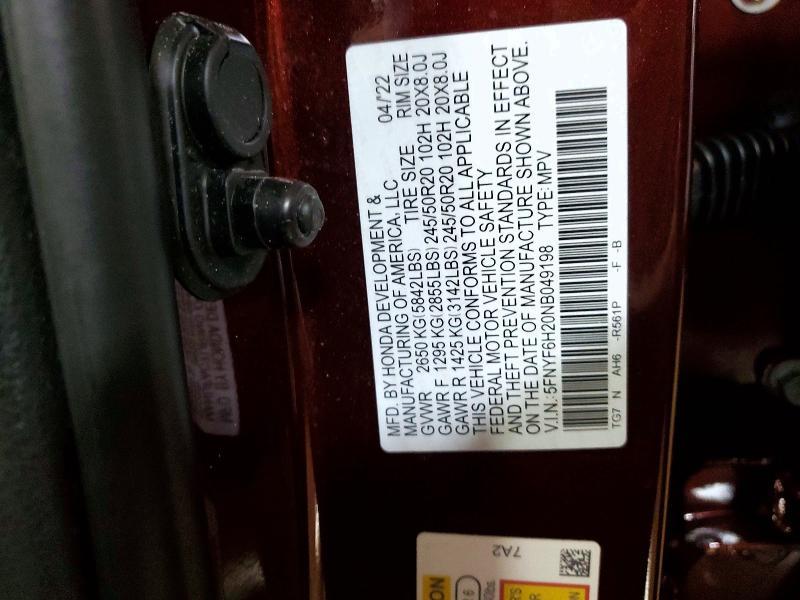 MFD. BY HONDA DEVELOPMENT &
MANUFACTURING OF AMERICA, LLC 04/'22
GVWR 2650 KG(5842LBS) TIRE SIZE RIM SIZE
GAWR F 1295 KG(2855LBS) 245/50R20 102H 20X8.0J
GAWR R 1425 KG(3142LBS) 245/50R20 102H 20X8.0J
THIS VEHICLE CONFORMS TO ALL APPLICABLE
FEDERAL MOTOR VEHICLE SAFETY
AND THEFT PREVENTION STANDARDS IN EFFECT
ON THE DATE OF MANUFACTURE SHOWN ABOVE.
V.I.N.:5FNYF6H20NB049198 TYPE:MPV
TG7 N AH6 -R561P -F -B
7A2